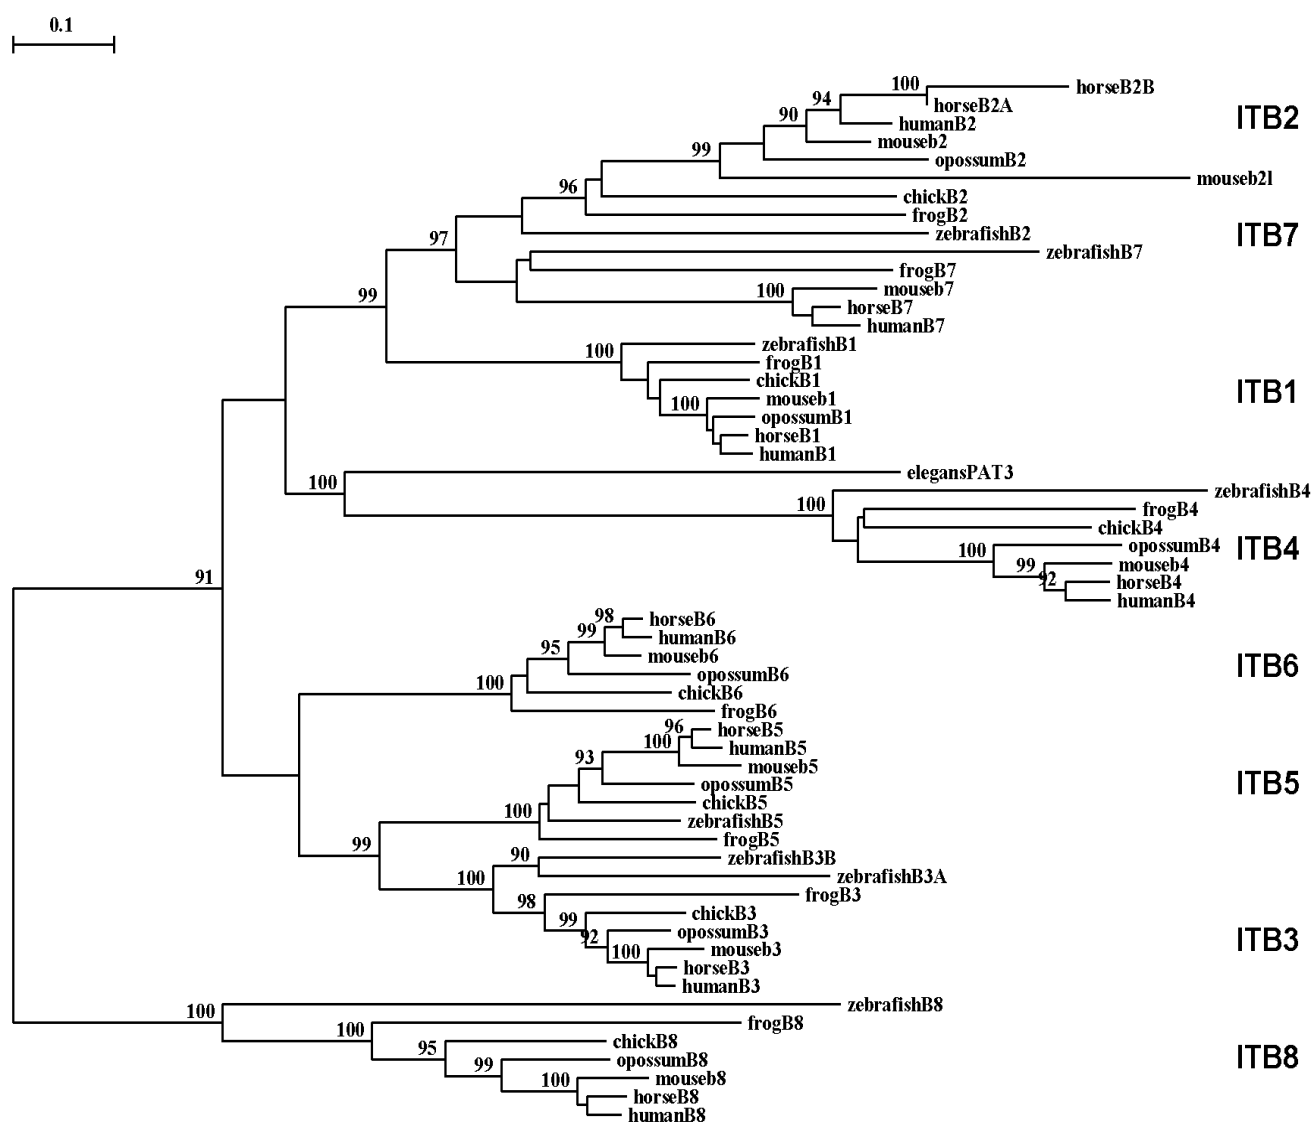 0.1
100 horseB2B
94 horseB2A
ITB2
90 humanB2
mouseb2
99 opossumB2
mouseb2l
96 chickB2
frogB2
97 zebrafishB2
ITB7
zebrafishB7
frogB7
100 mouseb7
99 horseB7
humanB7
100 zebrafishB1
frogB1
chickB1
ITB1
100 mouseb1
opossumB1
horseB1
humanB1
100 elegansPAT3
zebrafishB4
100 frogB4
chickB4
100 opossumB4 ITB4
99 mouseb4
91 92 horseB4
humanB4
98 horseB6
99 humanB6
95 mouseb6
ITB6
opossumB6
100 chickB6
frogB6
96 horseB5
100 humanB5
93 mouseb5
ITB5
opossumB5
chickB5
100 zebrafishB5
frogB5
99 90 zebrafishB3B
100 zebrafishB3A
98 frogB3
99 chickB3
92 opossumB3
ITB3
100 mouseb3
horseB3
humanB3
100 zebrafishB8
100 frogB8
95 chickB8
99 opossumB8
ITB8
100 mouseb8
horseB8
humanB8